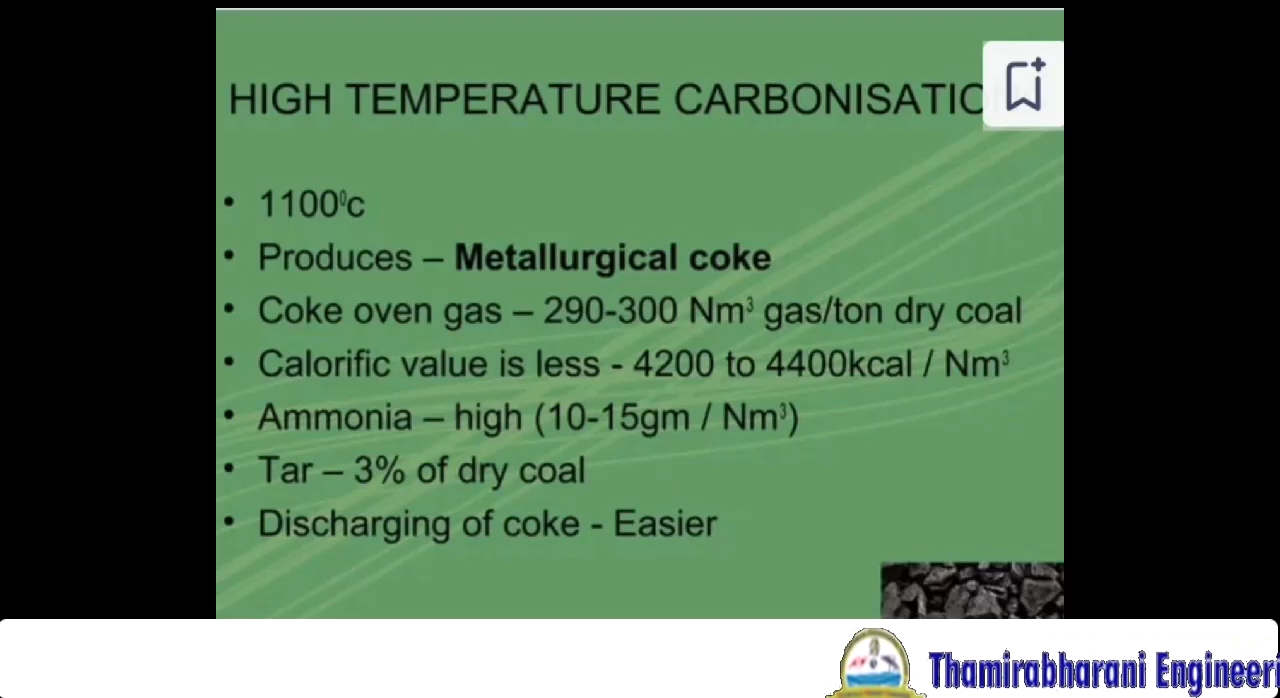 HIGH TEMPERATURE CARBONISATIO
• 1100⁰c
• Produces – Metallurgical coke
• Coke oven gas – 290-300 Nm³ gas/ton dry coal
• Calorific value is less - 4200 to 4400kcal / Nm³
• Ammonia – high (10-15gm / Nm³)
• Tar – 3% of dry coal
• Discharging of coke - Easier
Thamirabharani Engineeri